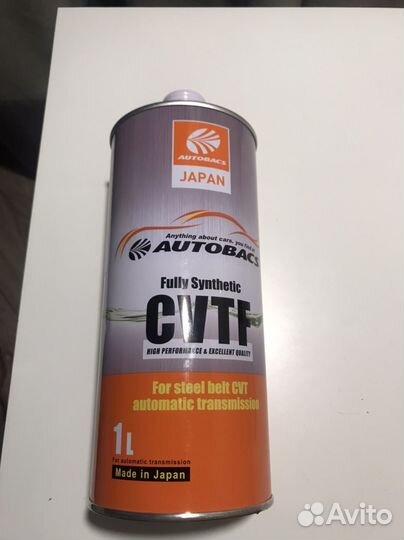 AUTOBACS
JAPAN
Anything about care, you find in
AUTOBACS
Fully Synthetic
CVTF
HIGH PERFORMANCE & EXCELLENT QUALITY
For steel belt CVT
automatic transmission
1L
For automatic transmission
Made in Japan
Avito